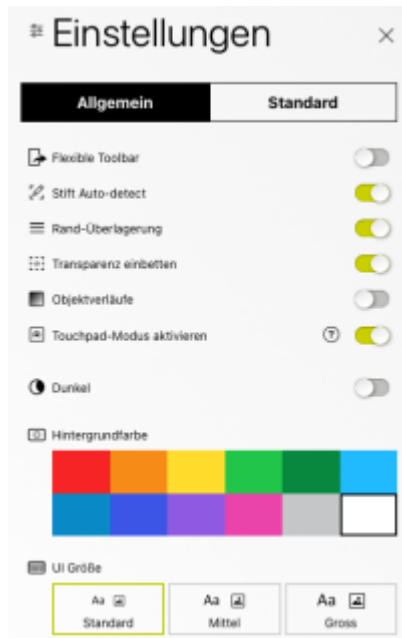 Einstellungen
Allgemein Standard
Flexible Toolbar
Stift Auto-detect
Rand-Überlagerung
Transparenz einbetten
Objektverläufe
Touchpad-Modus aktivieren ?
Dunkel
Hintergrundfarbe
UI Größe
Aa Aa Aa
Standard Mittel Gross